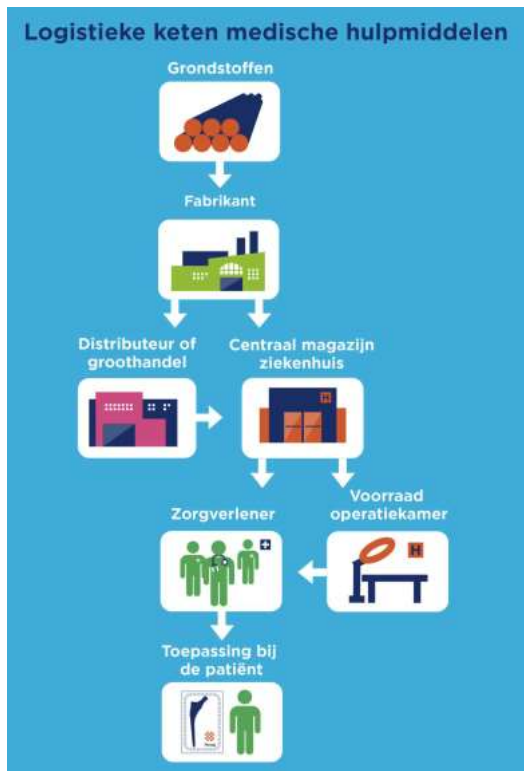 Logistieke keten medische hulpmiddelen
Grondstoffen
Fabrikant
Distributeur of
groothandel
Centraal magazijn
ziekenhuis
H
Zorgverlener
Voorraad
operatiekamer
H
Toepassing bij
de patiënt